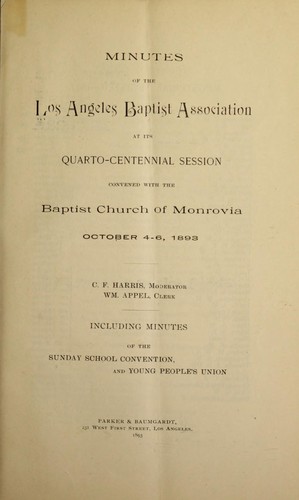 MINUTES
OF THE
Los Angeles Baptist Association
AT ITS
QUARTO-CENTENNIAL SESSION
CONVENED WITH THE
Baptist Church of Monrovia
OCTOBER 4-6, 1893
C. F. HARRIS, MODERATOR
WM. APPEL, CLERK
INCLUDING MINUTES
OF THE
SUNDAY SCHOOL CONVENTION,
AND YOUNG PEOPLE'S UNION
PARKER & BAUMGARDT,
WEST FIRST STREET, LOS ANGELES,
1893